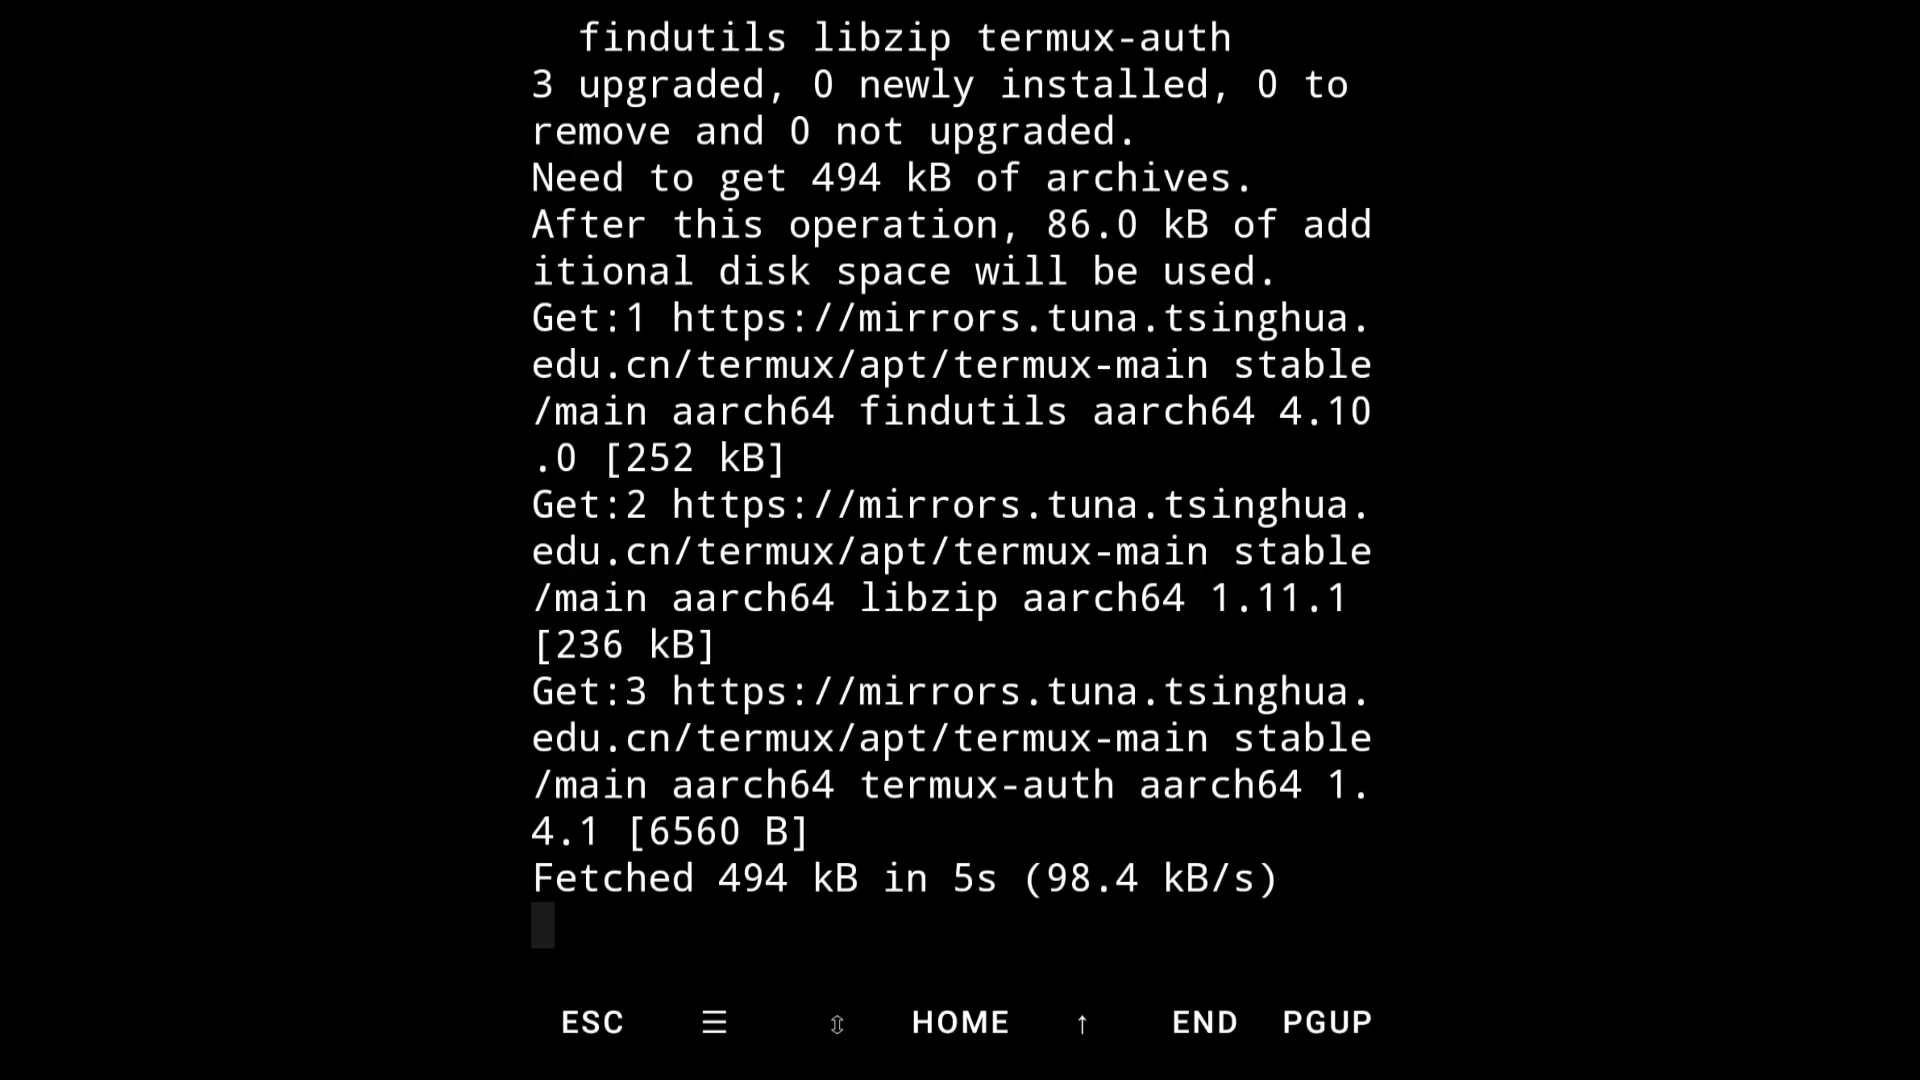 findutils libzip termux-auth
3 upgraded, 0 newly installed, 0 to
remove and 0 not upgraded.
Need to get 494 kB of archives.
After this operation, 86.0 kB of add
itional disk space will be used.
Get:1 https://mirrors.tuna.tsinghua.
edu.cn/termux/apt/termux-main stable
/main aarch64 findutils aarch64 4.10
.0 [252 kB]
Get:2 https://mirrors.tuna.tsinghua.
edu.cn/termux/apt/termux-main stable
/main aarch64 libzip aarch64 1.11.1
[236 kB]
Get:3 https://mirrors.tuna.tsinghua.
edu.cn/termux/apt/termux-main stable
/main aarch64 termux-auth aarch64 1.
4.1 [6560 B]
Fetched 494 kB in 5s (98.4 kB/s)
ESC ☰ ⇳ HOME ↑ END PGUP